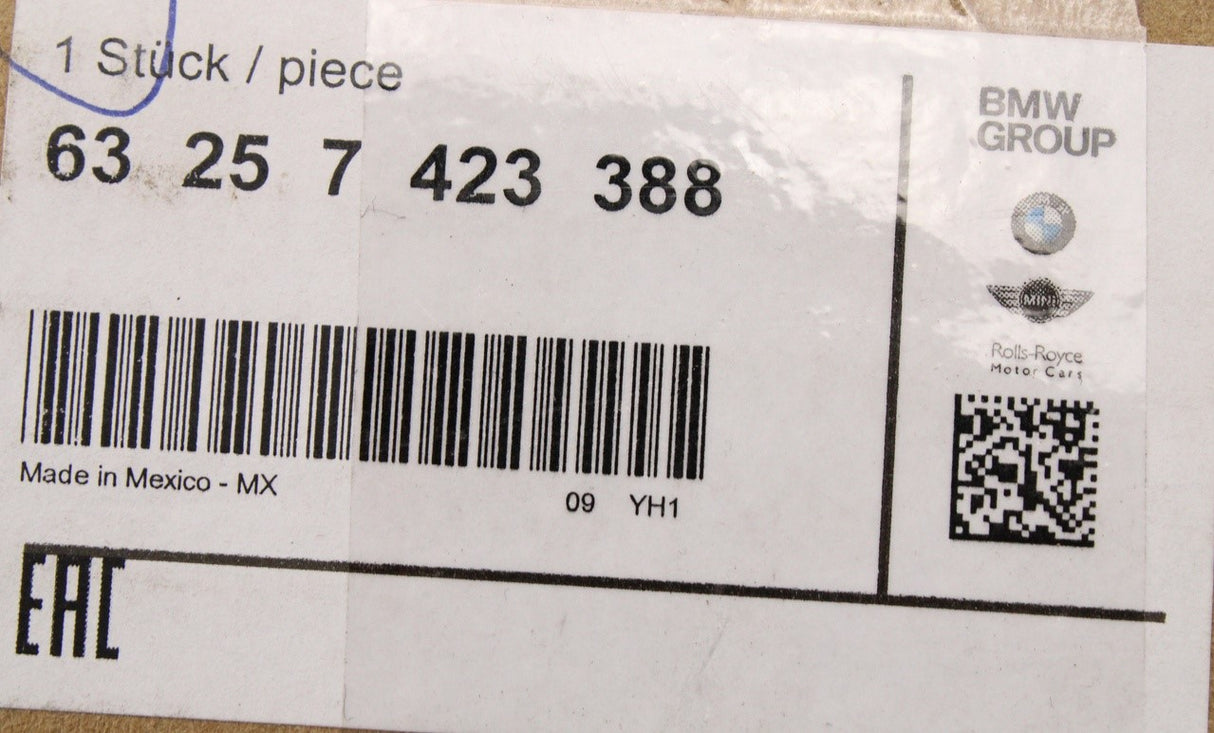 1 Stück / piece
63 25 7 423 388
Made in Mexico - MX
09 YH1
EAC
BMW
GROUP
MINI
Rolls-Royce
Motor Cars